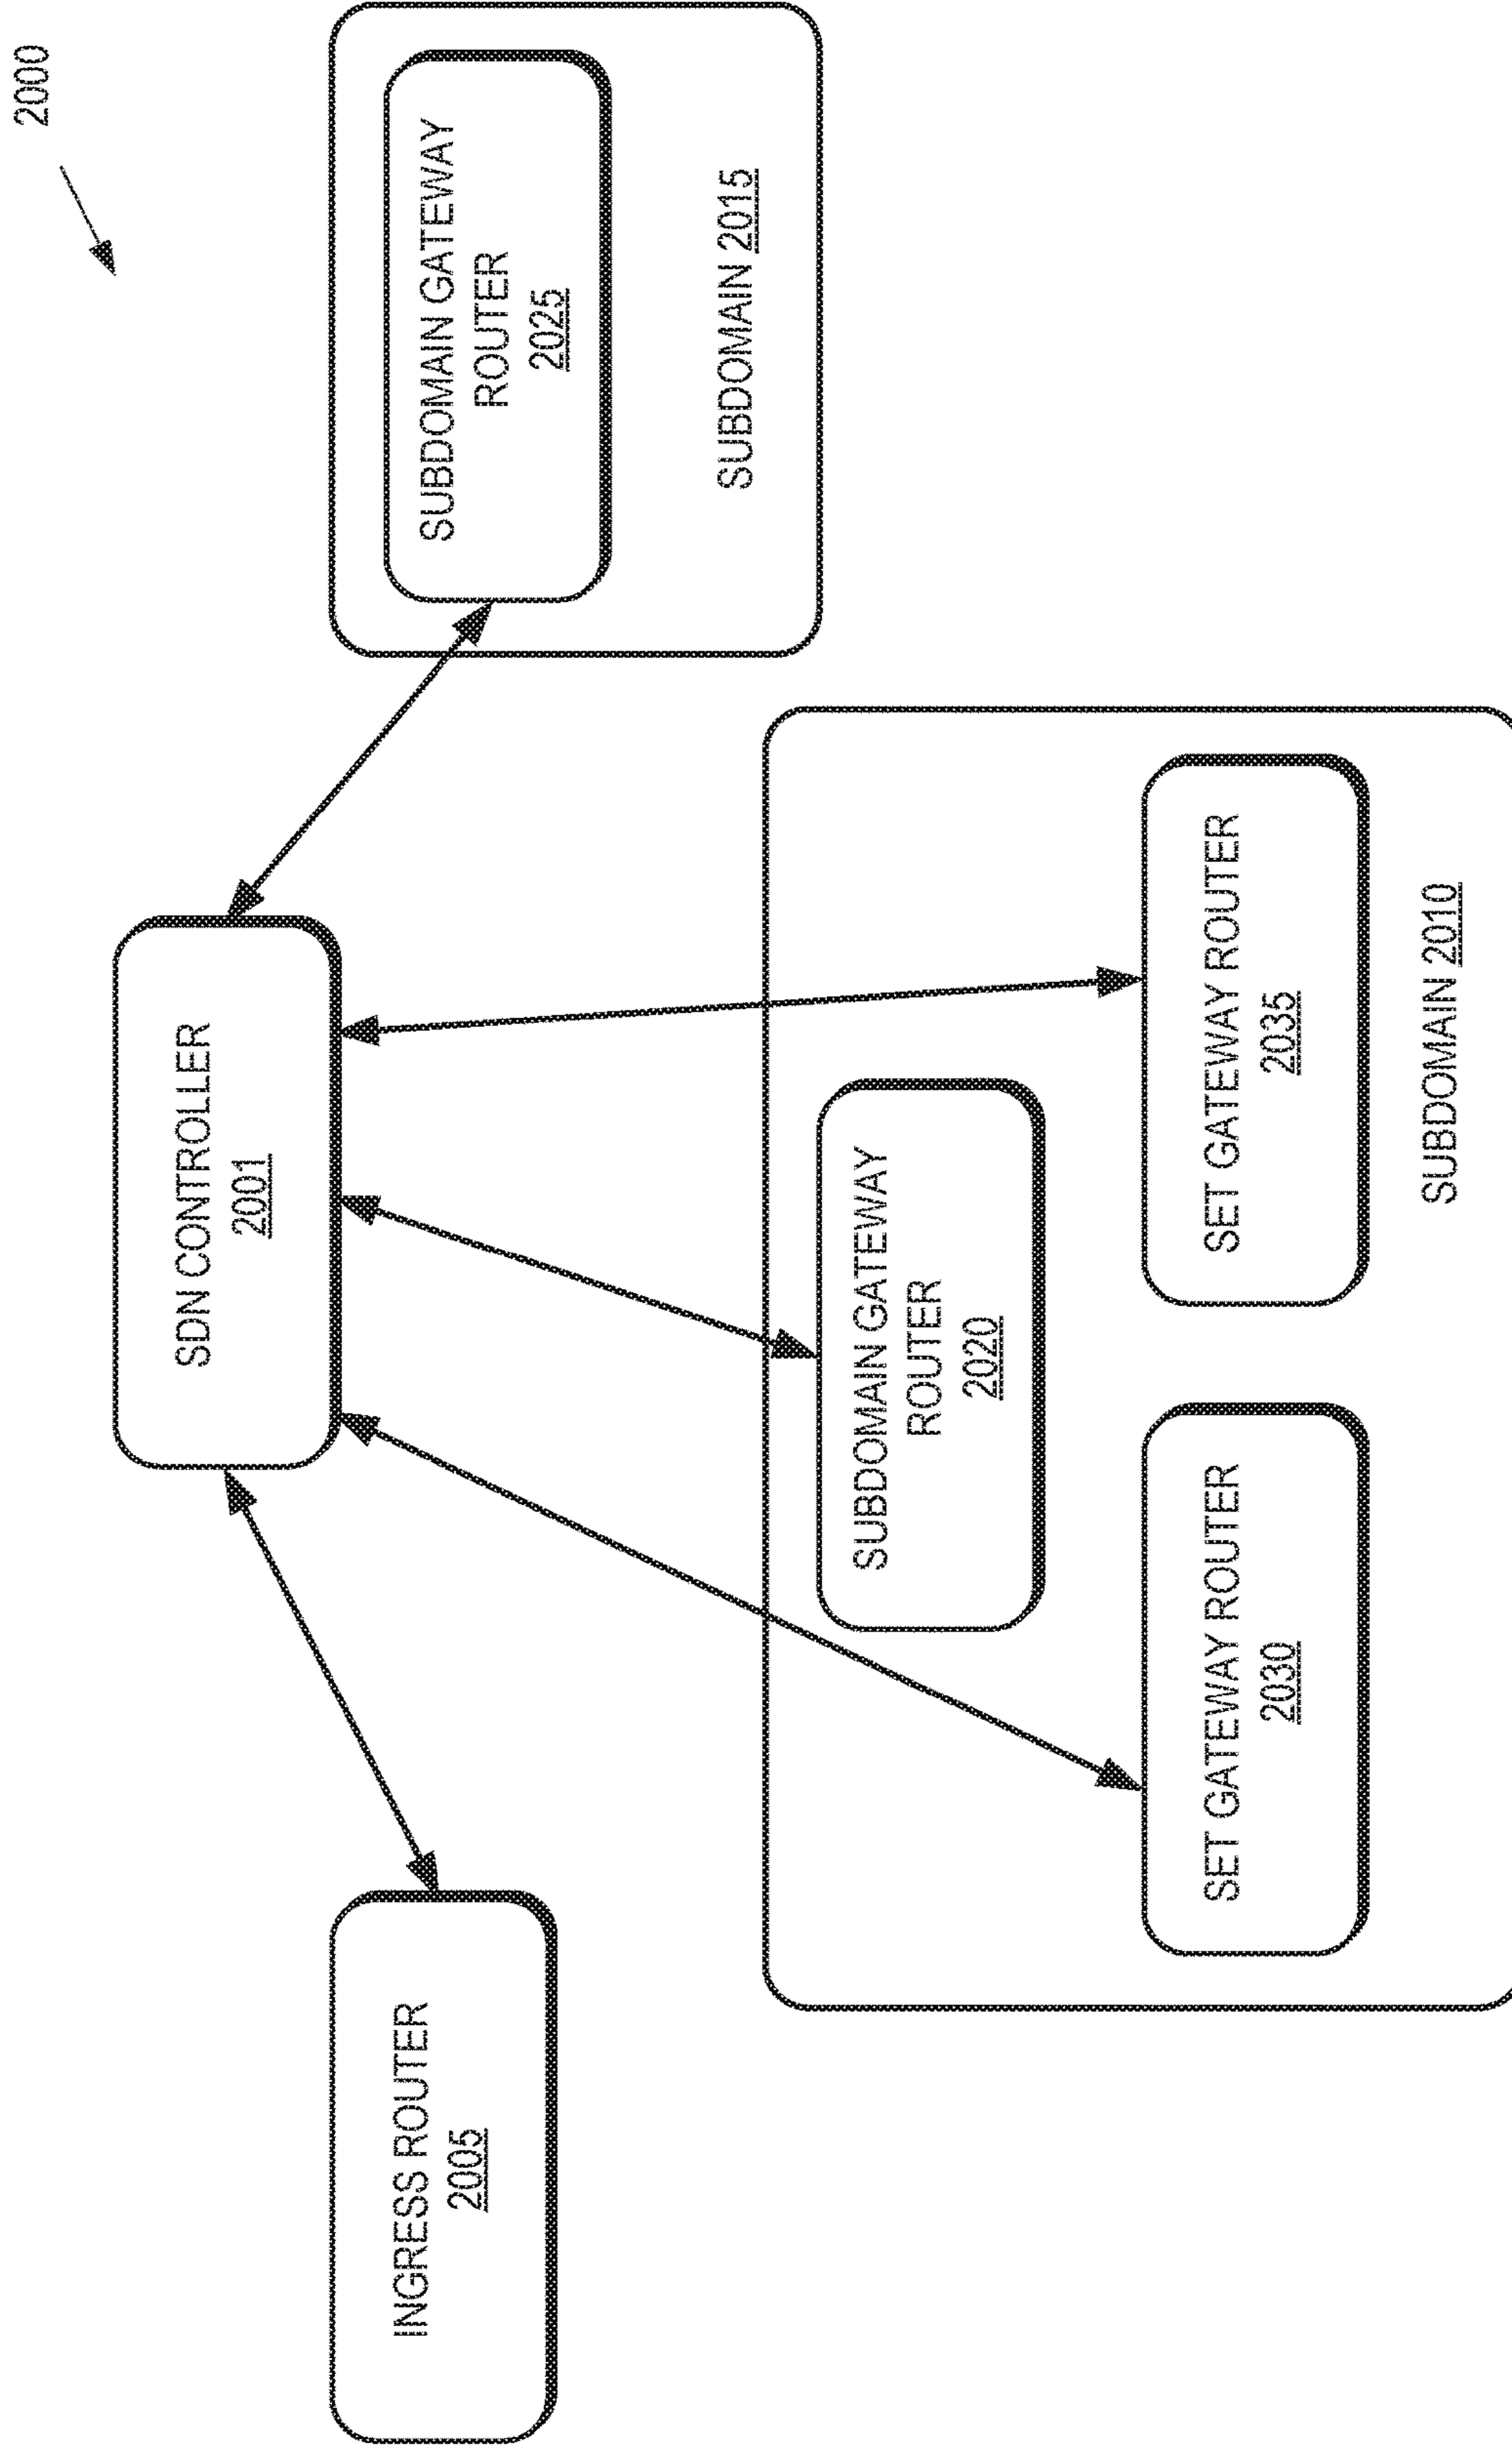 2000
SDN CONTROLLER
2001
INGRESS ROUTER
2005
SUBDOMAIN GATEWAY
ROUTER
2025
SUBDOMAIN 2015
SUBDOMAIN GATEWAY
ROUTER
2020
SET GATEWAY ROUTER
2030
SET GATEWAY ROUTER
2035
SUBDOMAIN 2010